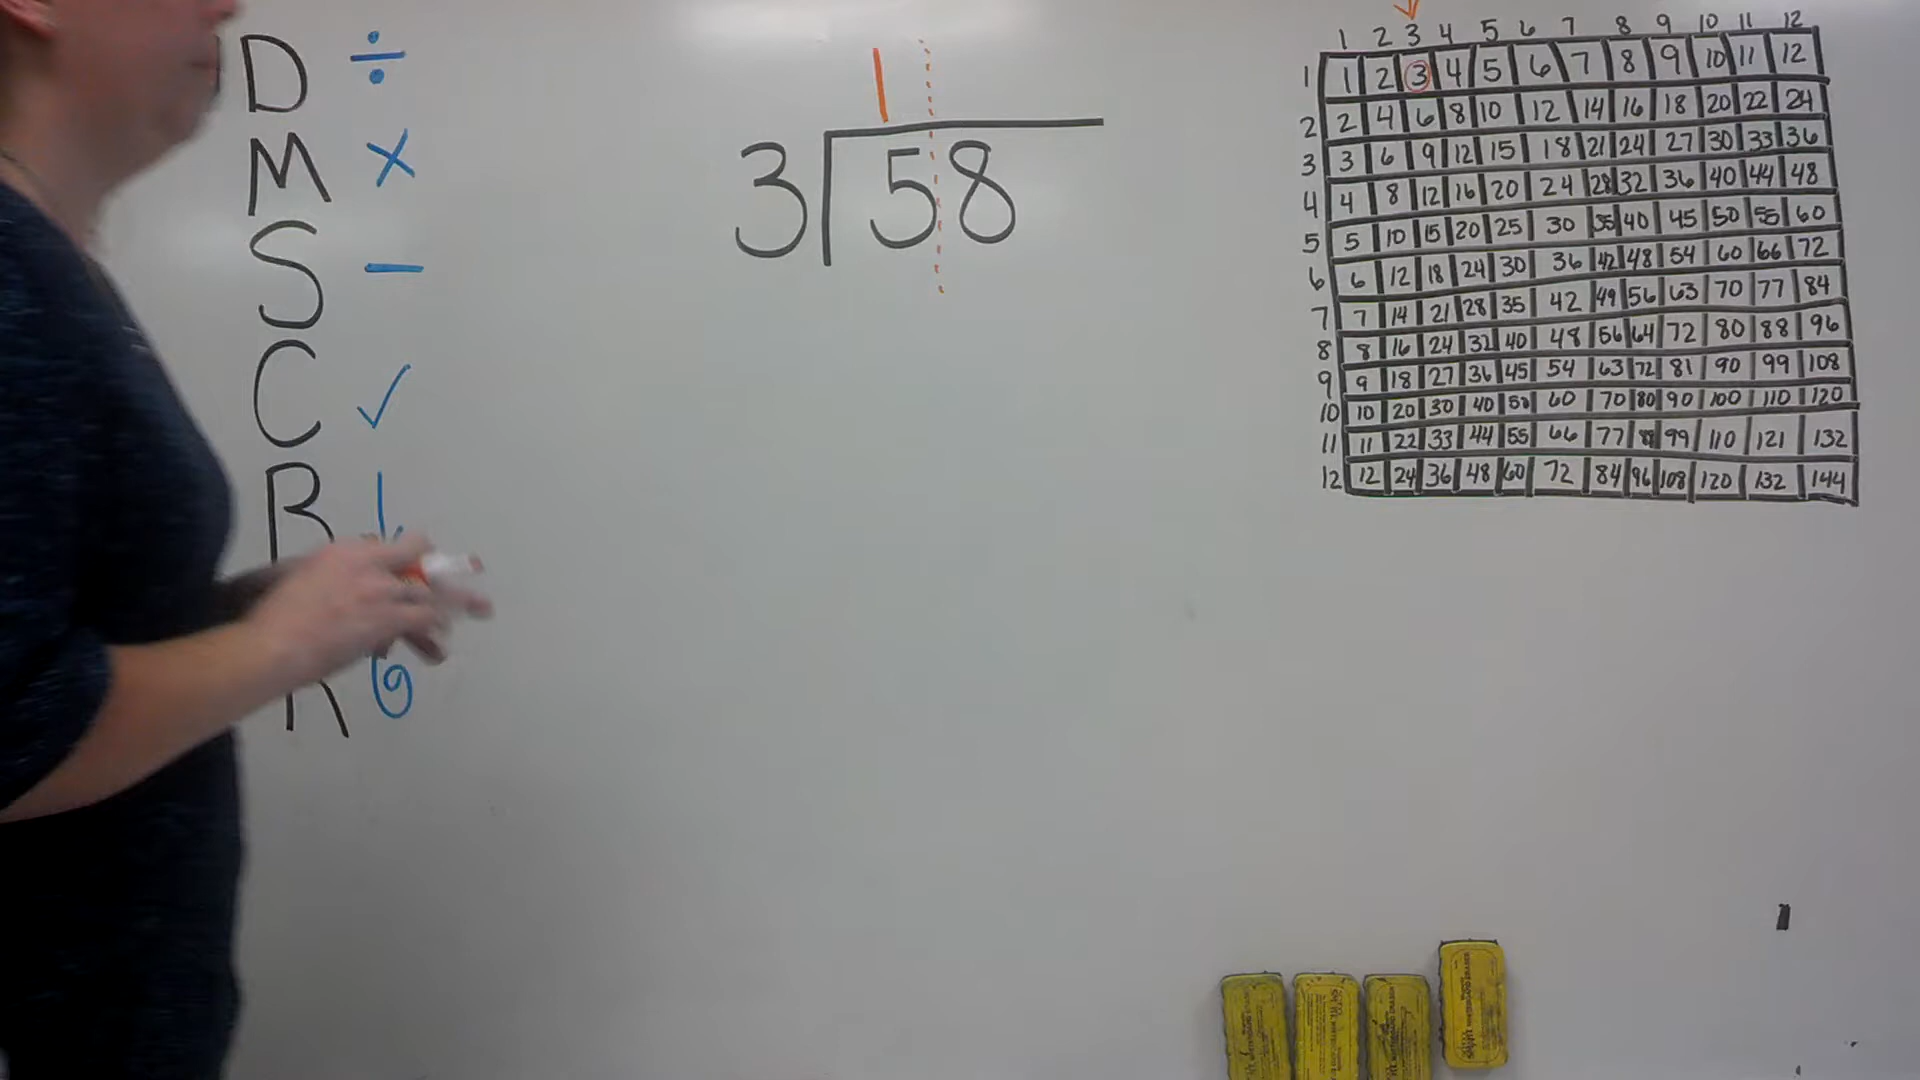 D ÷
M ×
S −
C ✓
B ↓
R
1
3 58
1 2 3 4 5 6 7 8 9 10 11 12
1 1 2 3 4 5 6 7 8 9 10 11 12
2 2 4 6 8 10 12 14 16 18 20 22 24
3 3 6 9 12 15 18 21 24 27 30 33 36
4 4 8 12 16 20 24 28 32 36 40 44 48
5 5 10 15 20 25 30 35 40 45 50 55 60
6 6 12 18 24 30 36 42 48 54 60 66 72
7 7 14 21 28 35 42 49 56 63 70 77 84
8 8 16 24 32 40 48 56 64 72 80 88 96
9 9 18 27 36 45 54 63 72 81 90 99 108
10 10 20 30 40 50 60 70 80 90 100 110 120
11 11 22 33 44 55 66 77 88 99 110 121 132
12 12 24 36 48 60 72 84 96 108 120 132 144